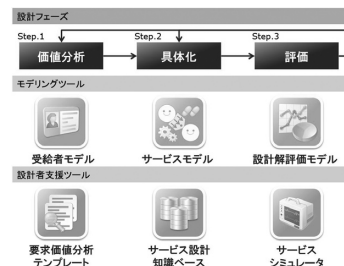 設計フェーズ
Step.1 Step.2 Step.3
価値分析 具体化 評価
モデリングツール
受給者モデル サービスモデル 設計解評価モデル
設計者支援ツール
要求価値分析 サービス設計 サービス
テンプレート 知識ベース シミュレータ